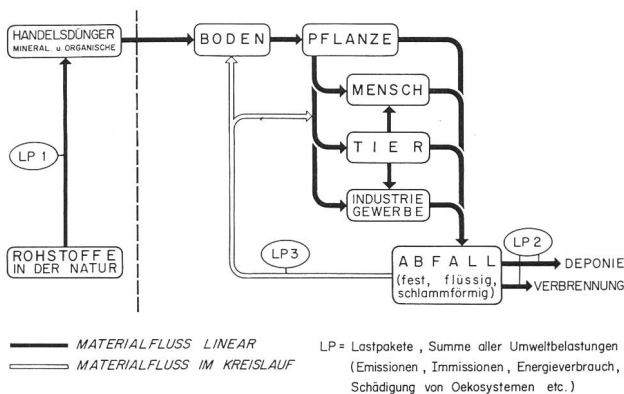 HANDELSDÜNGER
MINERAL. u. ORGANISCHE
BODEN
PFLANZE
MENSCH
LP 1
TIER
INDUSTRIE
GEWERBE
ROHSTOFFE
IN DER NATUR
LP3
ABFALL
(fest, flüssig,
schlammförmig)
LP 2
DEPONIE
VERBRENNUNG
MATERIALFLUSS LINEAR
MATERIALFLUSS IM KREISLAUF
LP = Lastpakete, Summe aller Umweltbelastungen
(Emissionen, Immissionen, Energieverbrauch,
Schädigung von Oekosystemen etc.)